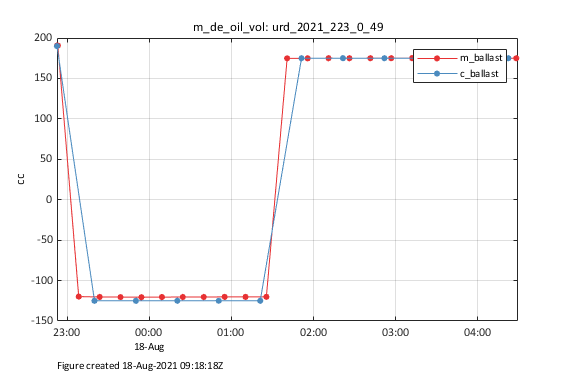 m_de_oil_vol: urd_2021_223_0_49
200
150
100
50
0
-50
-100
-150
cc
m_ballast
c_ballast
23:00 00:00 01:00 02:00 03:00 04:00
18-Aug
Figure created 18-Aug-2021 09:18:18Z